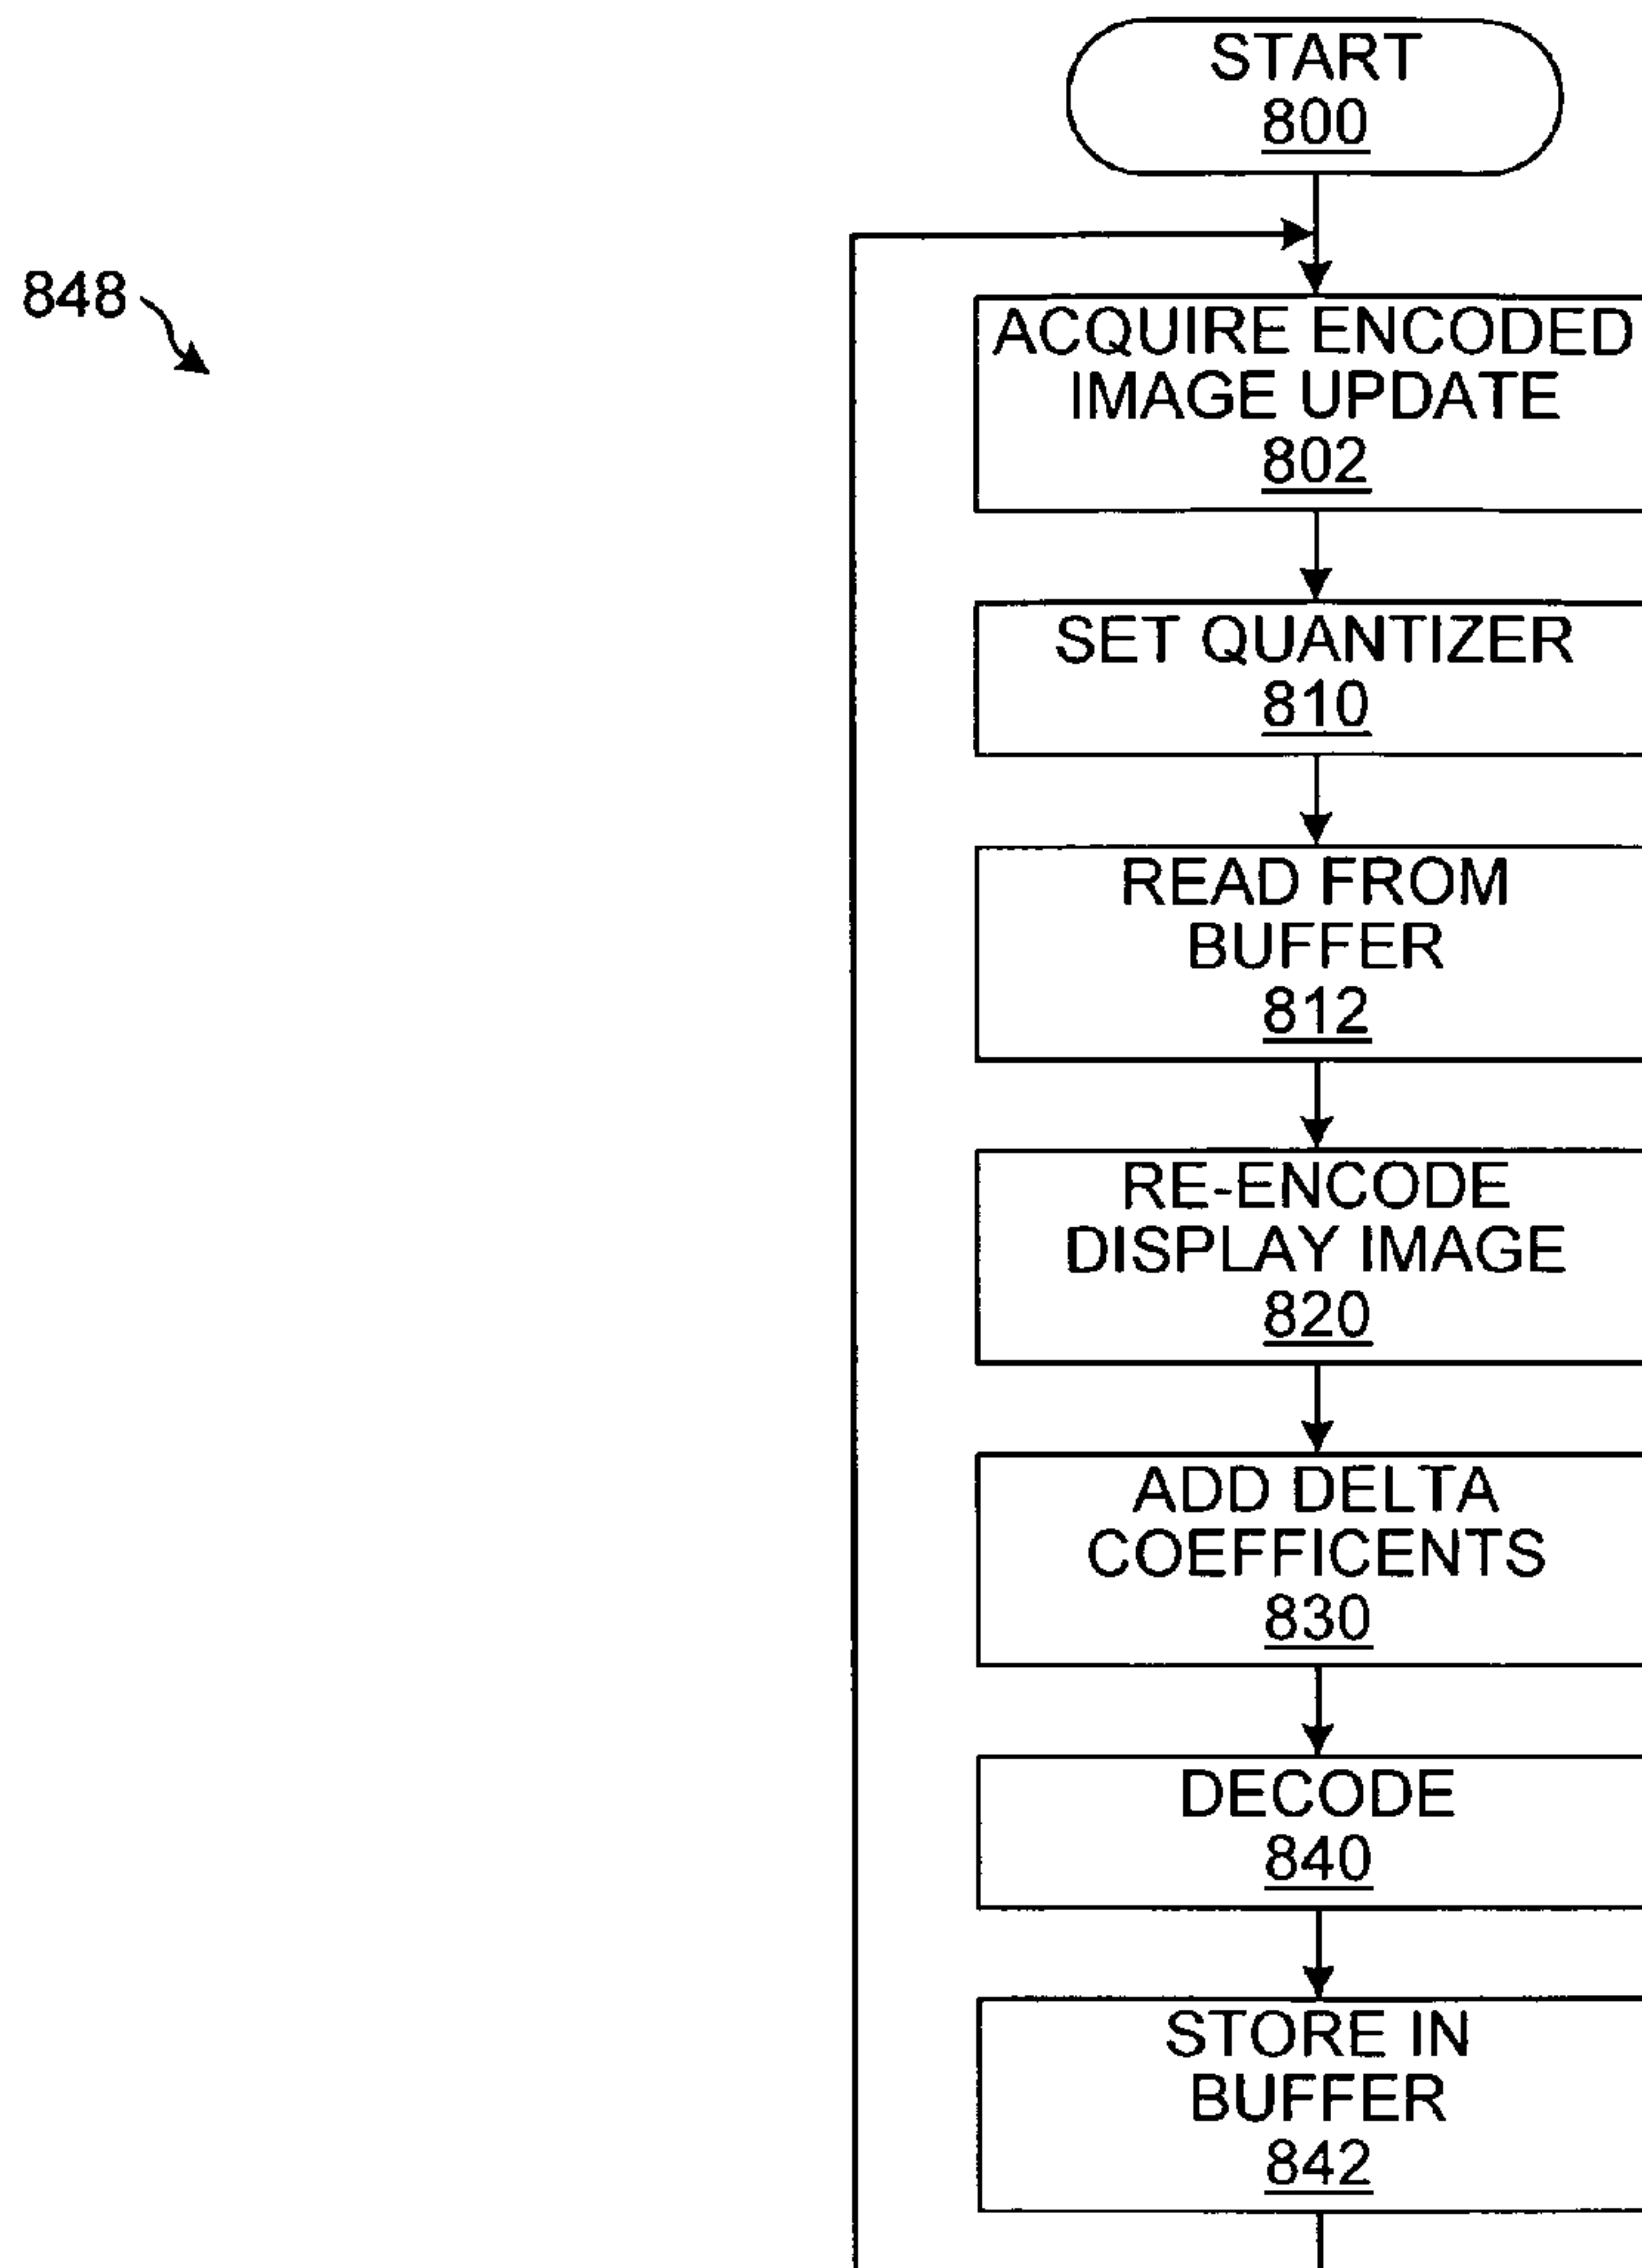 START
800
848
ACQUIRE ENCODED
IMAGE UPDATE
802
SET QUANTIZER
810
READ FROM
BUFFER
812
RE-ENCODE
DISPLAY IMAGE
820
ADD DELTA
COEFFICENTS
830
DECODE
840
STORE IN
BUFFER
842